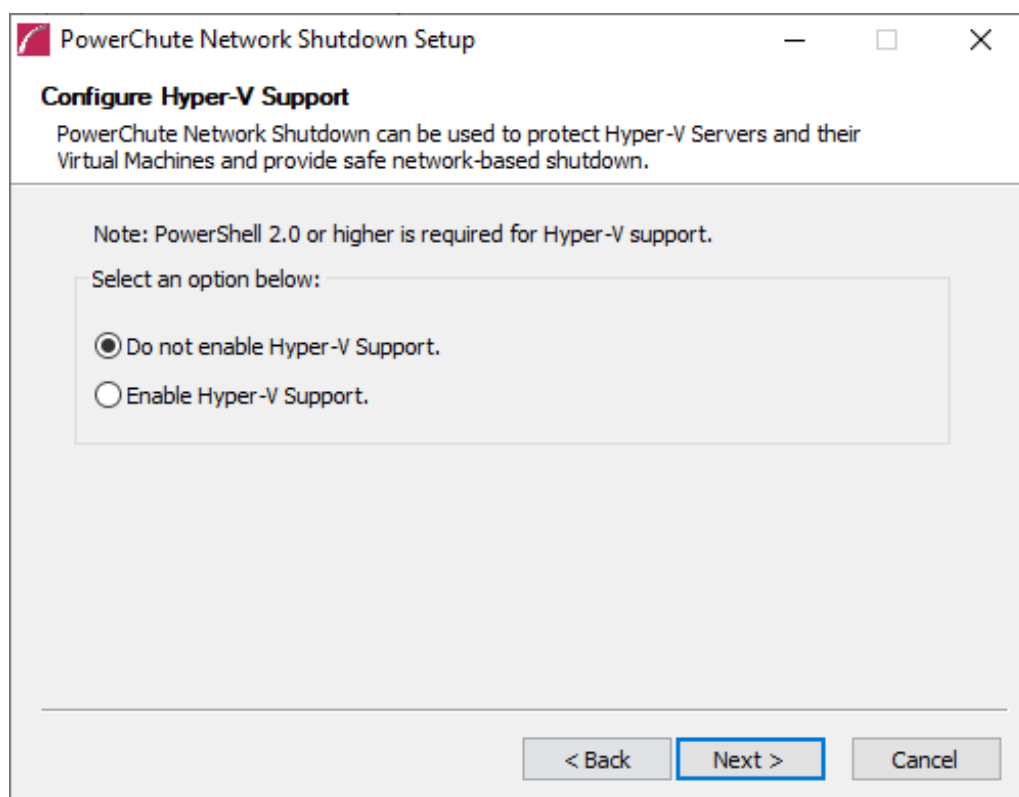 PowerChute Network Shutdown Setup
Configure Hyper-V Support
PowerChute Network Shutdown can be used to protect Hyper-V Servers and their
Virtual Machines and provide safe network-based shutdown.
Note: PowerShell 2.0 or higher is required for Hyper-V support.
Select an option below:
Do not enable Hyper-V Support.
Enable Hyper-V Support.
< Back Next > Cancel